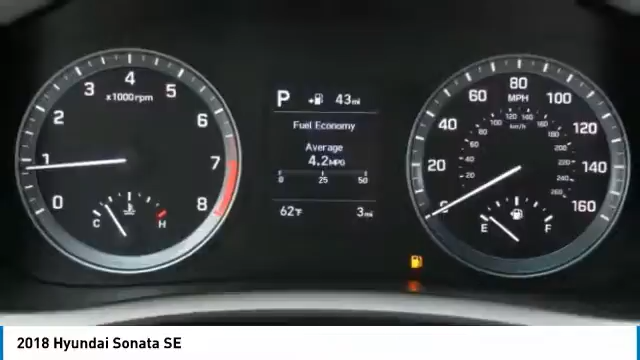 x1000rpm
0 1 2 3 4 5 6 7 8
C H
P 43mi
Fuel Economy
Average
4.2MPG
0 25 50
62°F 3mi
MPH
km/h
0 20 40 60 80 100 120 140 160
20 40 60 80 100 120 140 160 180 200 220 240 260
E F
2018 Hyundai Sonata SE